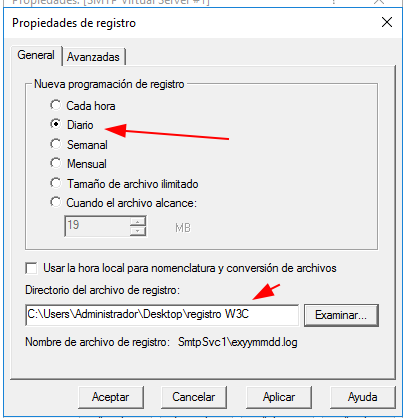 Propiedades: [SMTP Virtual Server #1]
Propiedades de registro
General
Avanzadas
Nueva programación de registro
Cada hora
Diario
Semanal
Mensual
Tamaño de archivo ilimitado
Cuando el archivo alcance:
19 MB
Usar la hora local para nomenclatura y conversión de archivos
Directorio del archivo de registro:
C:\Users\Administrador\Desktop\registro W3C
Examinar...
Nombre de archivo de registro: SmtpSvc1\exyymmdd.log
Aceptar Cancelar Aplicar Ayuda